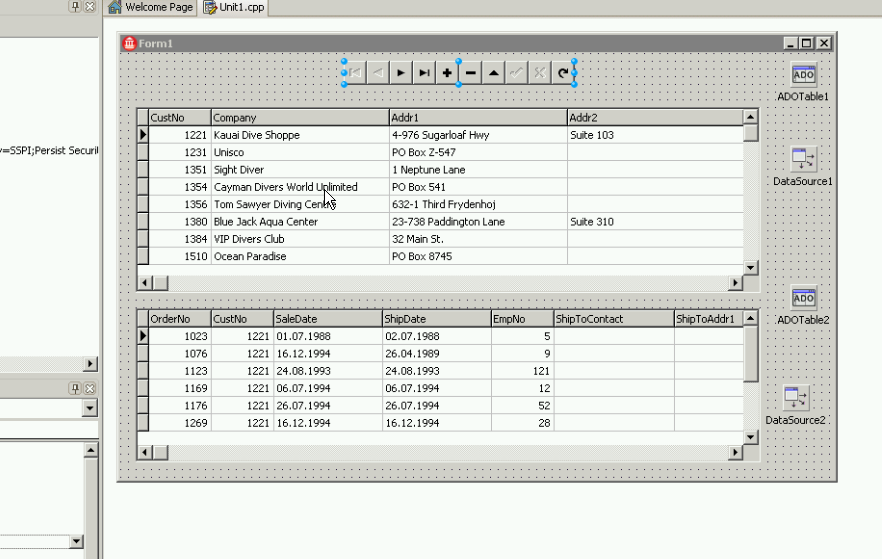 Welcome Page Unit1.cpp
Form1
ADO
ADOTable1
CustNo Company Addr1 Addr2
1221 Kauai Dive Shoppe 4-976 Sugarloaf Hwy Suite 103
=SSPI;Persist Securit
1231 Unisco PO Box Z-547
1351 Sight Diver 1 Neptune Lane
DataSource1
1354 Cayman Divers World Unlimited PO Box 541
1356 Tom Sawyer Diving Centre 632-1 Third Frydenhoj
1380 Blue Jack Aqua Center 23-738 Paddington Lane Suite 310
1384 VIP Divers Club 32 Main St.
1510 Ocean Paradise PO Box 8745
ADO
ADOTable2
OrderNo CustNo SaleDate ShipDate EmpNo ShipToContact ShipToAddr1
1023 1221 01.07.1988 02.07.1988 5
1076 1221 16.12.1994 26.04.1989 9
1123 1221 24.08.1993 24.08.1993 121
1169 1221 06.07.1994 06.07.1994 12
1176 1221 26.07.1994 26.07.1994 52
1269 1221 16.12.1994 16.12.1994 28
DataSource2